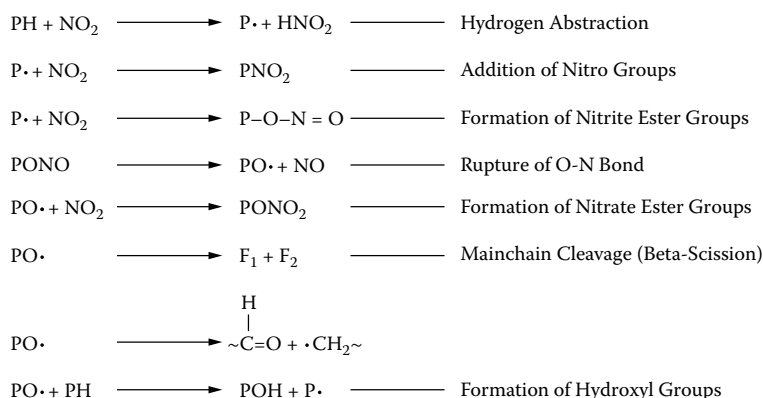 PH + NO₂ ⟶ P• + HNO₂ — Hydrogen Abstraction
P• + NO₂ ⟶ PNO₂ — Addition of Nitro Groups
P• + NO₂ ⟶ P–O–N = O — Formation of Nitrite Ester Groups
PONO ⟶ PO• + NO — Rupture of O-N Bond
PO• + NO₂ ⟶ PONO₂ — Formation of Nitrate Ester Groups
PO• ⟶ F₁ + F₂ — Mainchain Cleavage (Beta-Scission)
H
|
PO• ⟶ ~C=O + •CH₂~
PO• + PH ⟶ POH + P• — Formation of Hydroxyl Groups